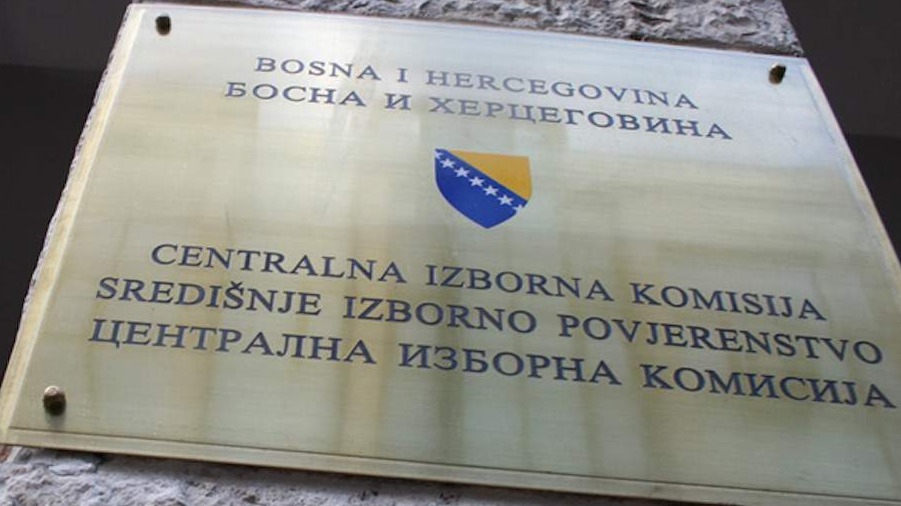 BOSNA I HERCEGOVINA
БОСНА И ХЕРЦЕГОВИНА
CENTRALNA IZBORNA KOMISIJA
SREDIŠNJE IZBORNO POVJERENSTVO
ЦЕНТРАЛНА ИЗБОРНА КОМИСИЈА